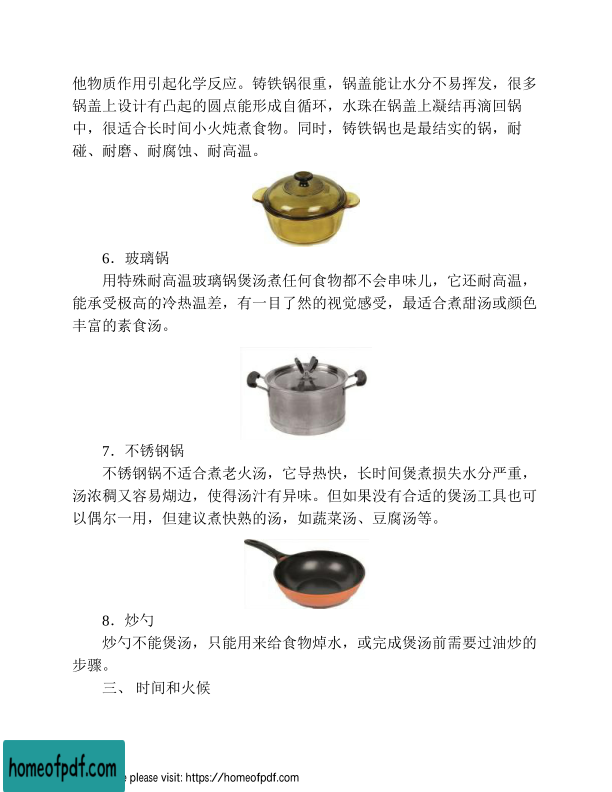 他物质作用引起化学反应。铸铁锅很重，锅盖能让水分不易挥发，很多
锅盖上设计有凸起的圆点能形成自循环，水珠在锅盖上凝结再滴回锅
中，很适合长时间小火炖煮食物。同时，铸铁锅也是最结实的锅，耐
碰、耐磨、耐腐蚀、耐高温。
6．玻璃锅
用特殊耐高温玻璃锅煲汤煮任何食物都不会串味儿，它还耐高温，
能承受极高的冷热温差，有一目了然的视觉感受，最适合煮甜汤或颜色
丰富的素食汤。
7．不锈钢锅
不锈钢锅不适合煮老火汤，它导热快，长时间煲煮损失水分严重，
汤浓稠又容易煳边，使得汤汁有异味。但如果没有合适的煲汤工具也可
以偶尔一用，但建议煮快熟的汤，如蔬菜汤、豆腐汤等。
8．炒勺
炒勺不能煲汤，只能用来给食物焯水，或完成煲汤前需要过油炒的
步骤。
三、 时间和火候
homeofpdf.com
e please visit: https://homeofpdf.com